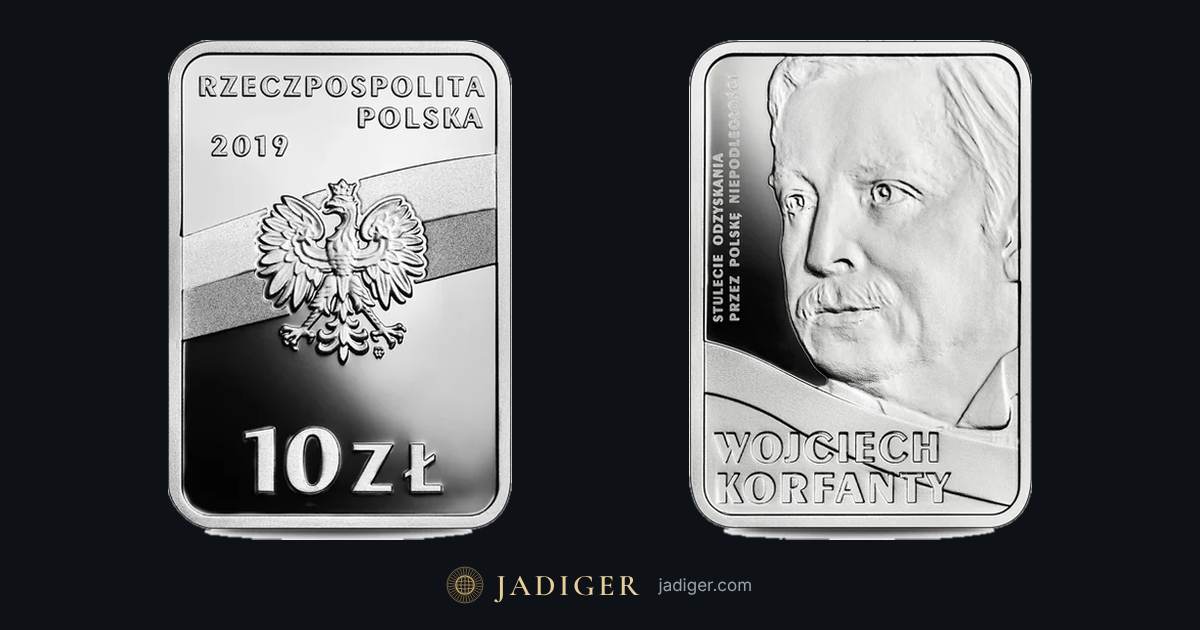 RZECZPOSPOLITA
POLSKA
2019
10 ZŁ
STULECIE ODZYSKANIA
PRZEZ POLSKĘ NIEPODLEGŁOŚCI
WOJCIECH
KORFANTY
JADIGER
jadiger.com